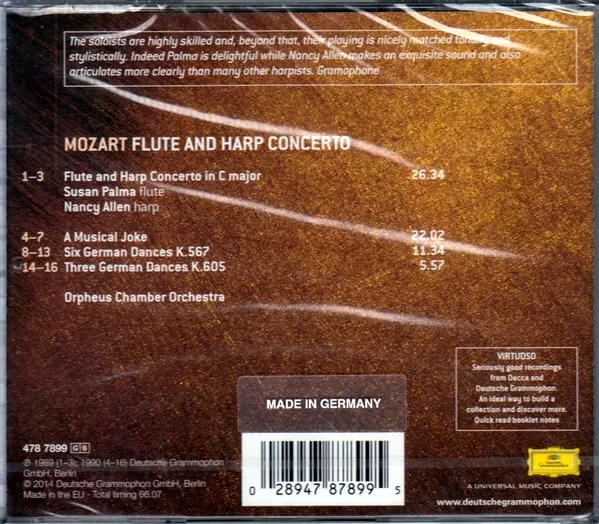 The soloists are highly skilled and, beyond that, their playing is nicely matched tonally and
stylistically. Indeed Palma is delightful while Nancy Allen makes an exquisite sound and also
articulates more clearly than many other harpists. Gramophone
MOZART FLUTE AND HARP CONCERTO
1–3 Flute and Harp Concerto in C major 26.34
Susan Palma flute
Nancy Allen harp
4–7 A Musical Joke 22.02
8–13 Six German Dances K.567 11.34
14–16 Three German Dances K.605 5.57
Orpheus Chamber Orchestra
VIRTUOSO
Seriously good recordings
from Decca and
Deutsche Grammophon.
An ideal way to build a
collection and discover more.
Quick read booklet notes
MADE IN GERMANY
478 7899 GB
℗ 1989 (1–3); 1990 (4–16) Deutsche Grammophon
GmbH, Berlin
© 2014 Deutsche Grammophon GmbH, Berlin
Made in the EU · Total timing 66.07
0 28947 87899 5
Deutsche Grammophon
A UNIVERSAL MUSIC COMPANY
www.deutschegrammophon.com